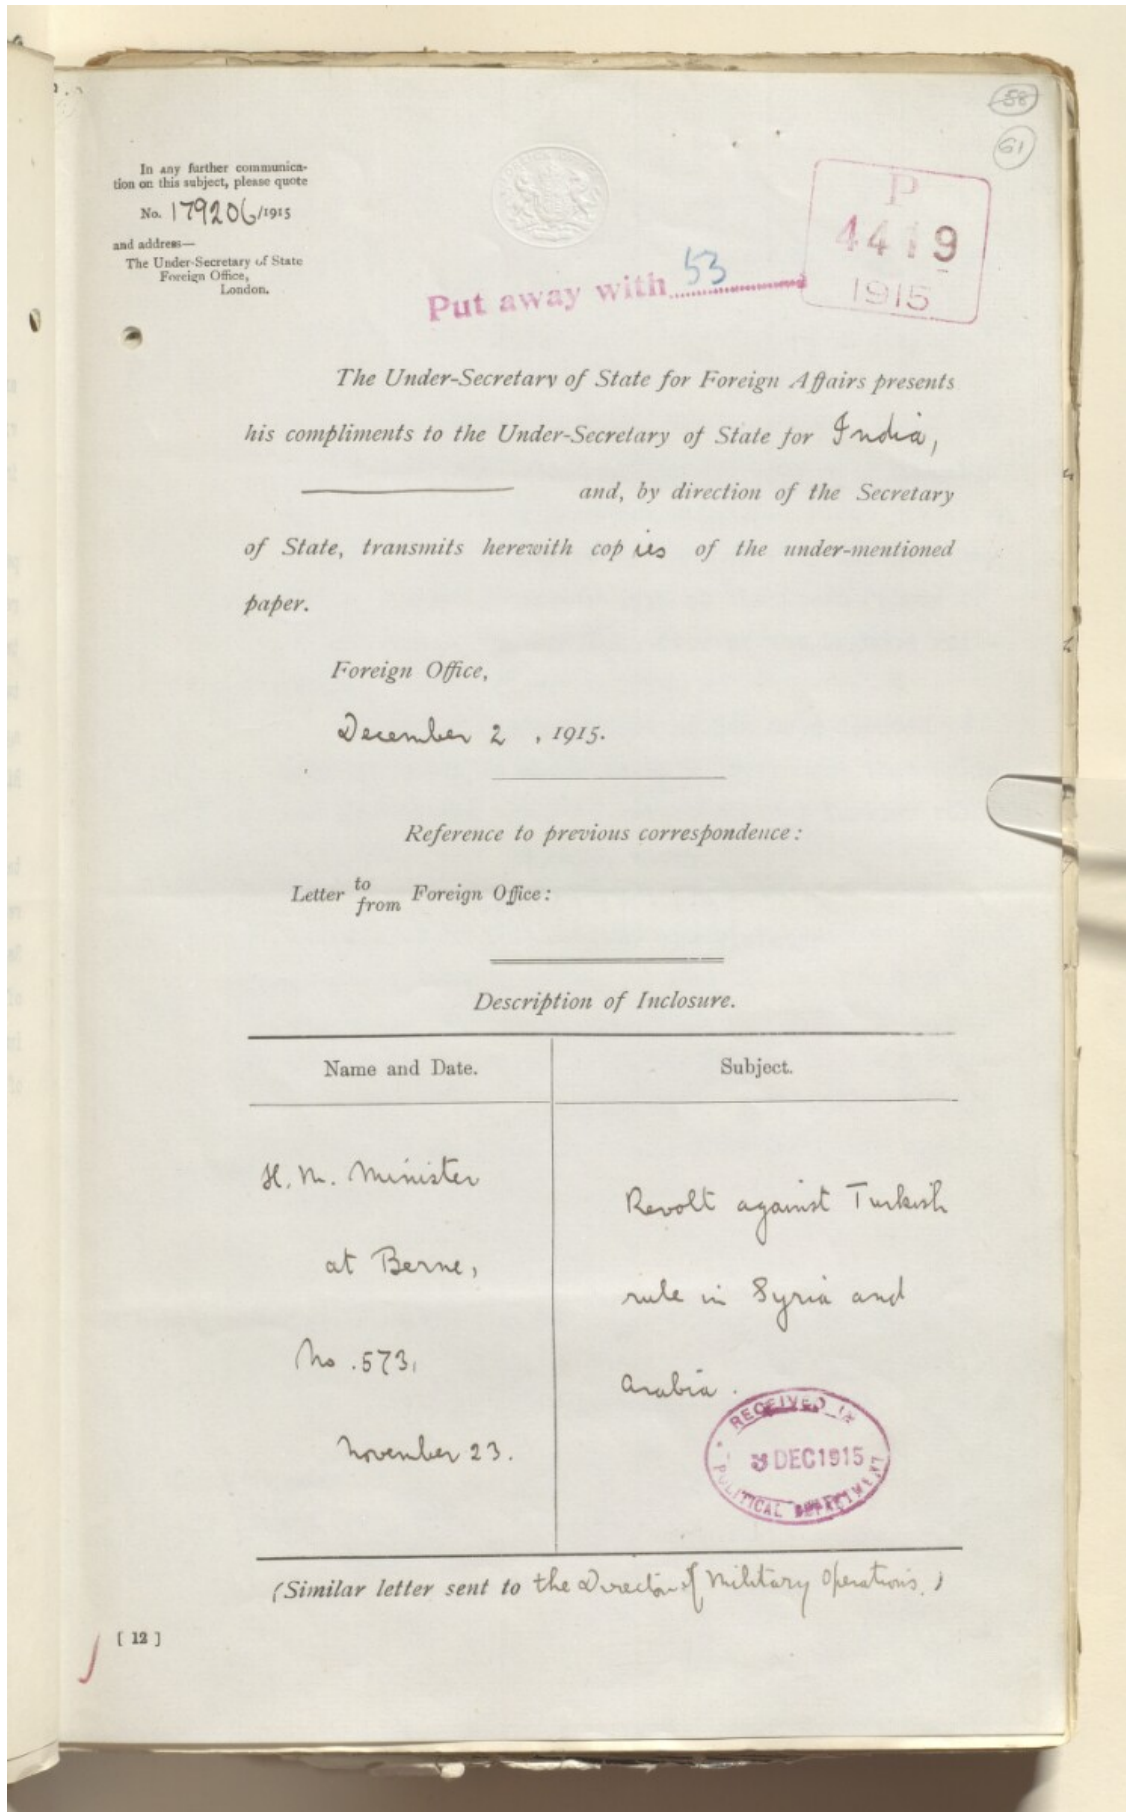 58
61
In any further communica-
tion on this subject, please quote
No. 179206/1915
and address—
The Under-Secretary of State
Foreign Office,
London.
P
4419
1915
Put away with 53
The Under-Secretary of State for Foreign Affairs presents
his compliments to the Under-Secretary of State for India,
and, by direction of the Secretary
of State, transmits herewith copies of the under-mentioned
paper.
Foreign Office,
December 2, 1915.
Reference to previous correspondence:
Letter to from Foreign Office:
Description of Inclosure.
Name and Date.
Subject.
H. M. Minister
at Berne,
No. 573,
November 23.
Revolt against Turkish
rule in Syria and
Arabia.
RECEIVED IN
3 DEC 1915
POLITICAL DEPARTMENT
(Similar letter sent to the Director of Military Operations.)
[ 12 ]